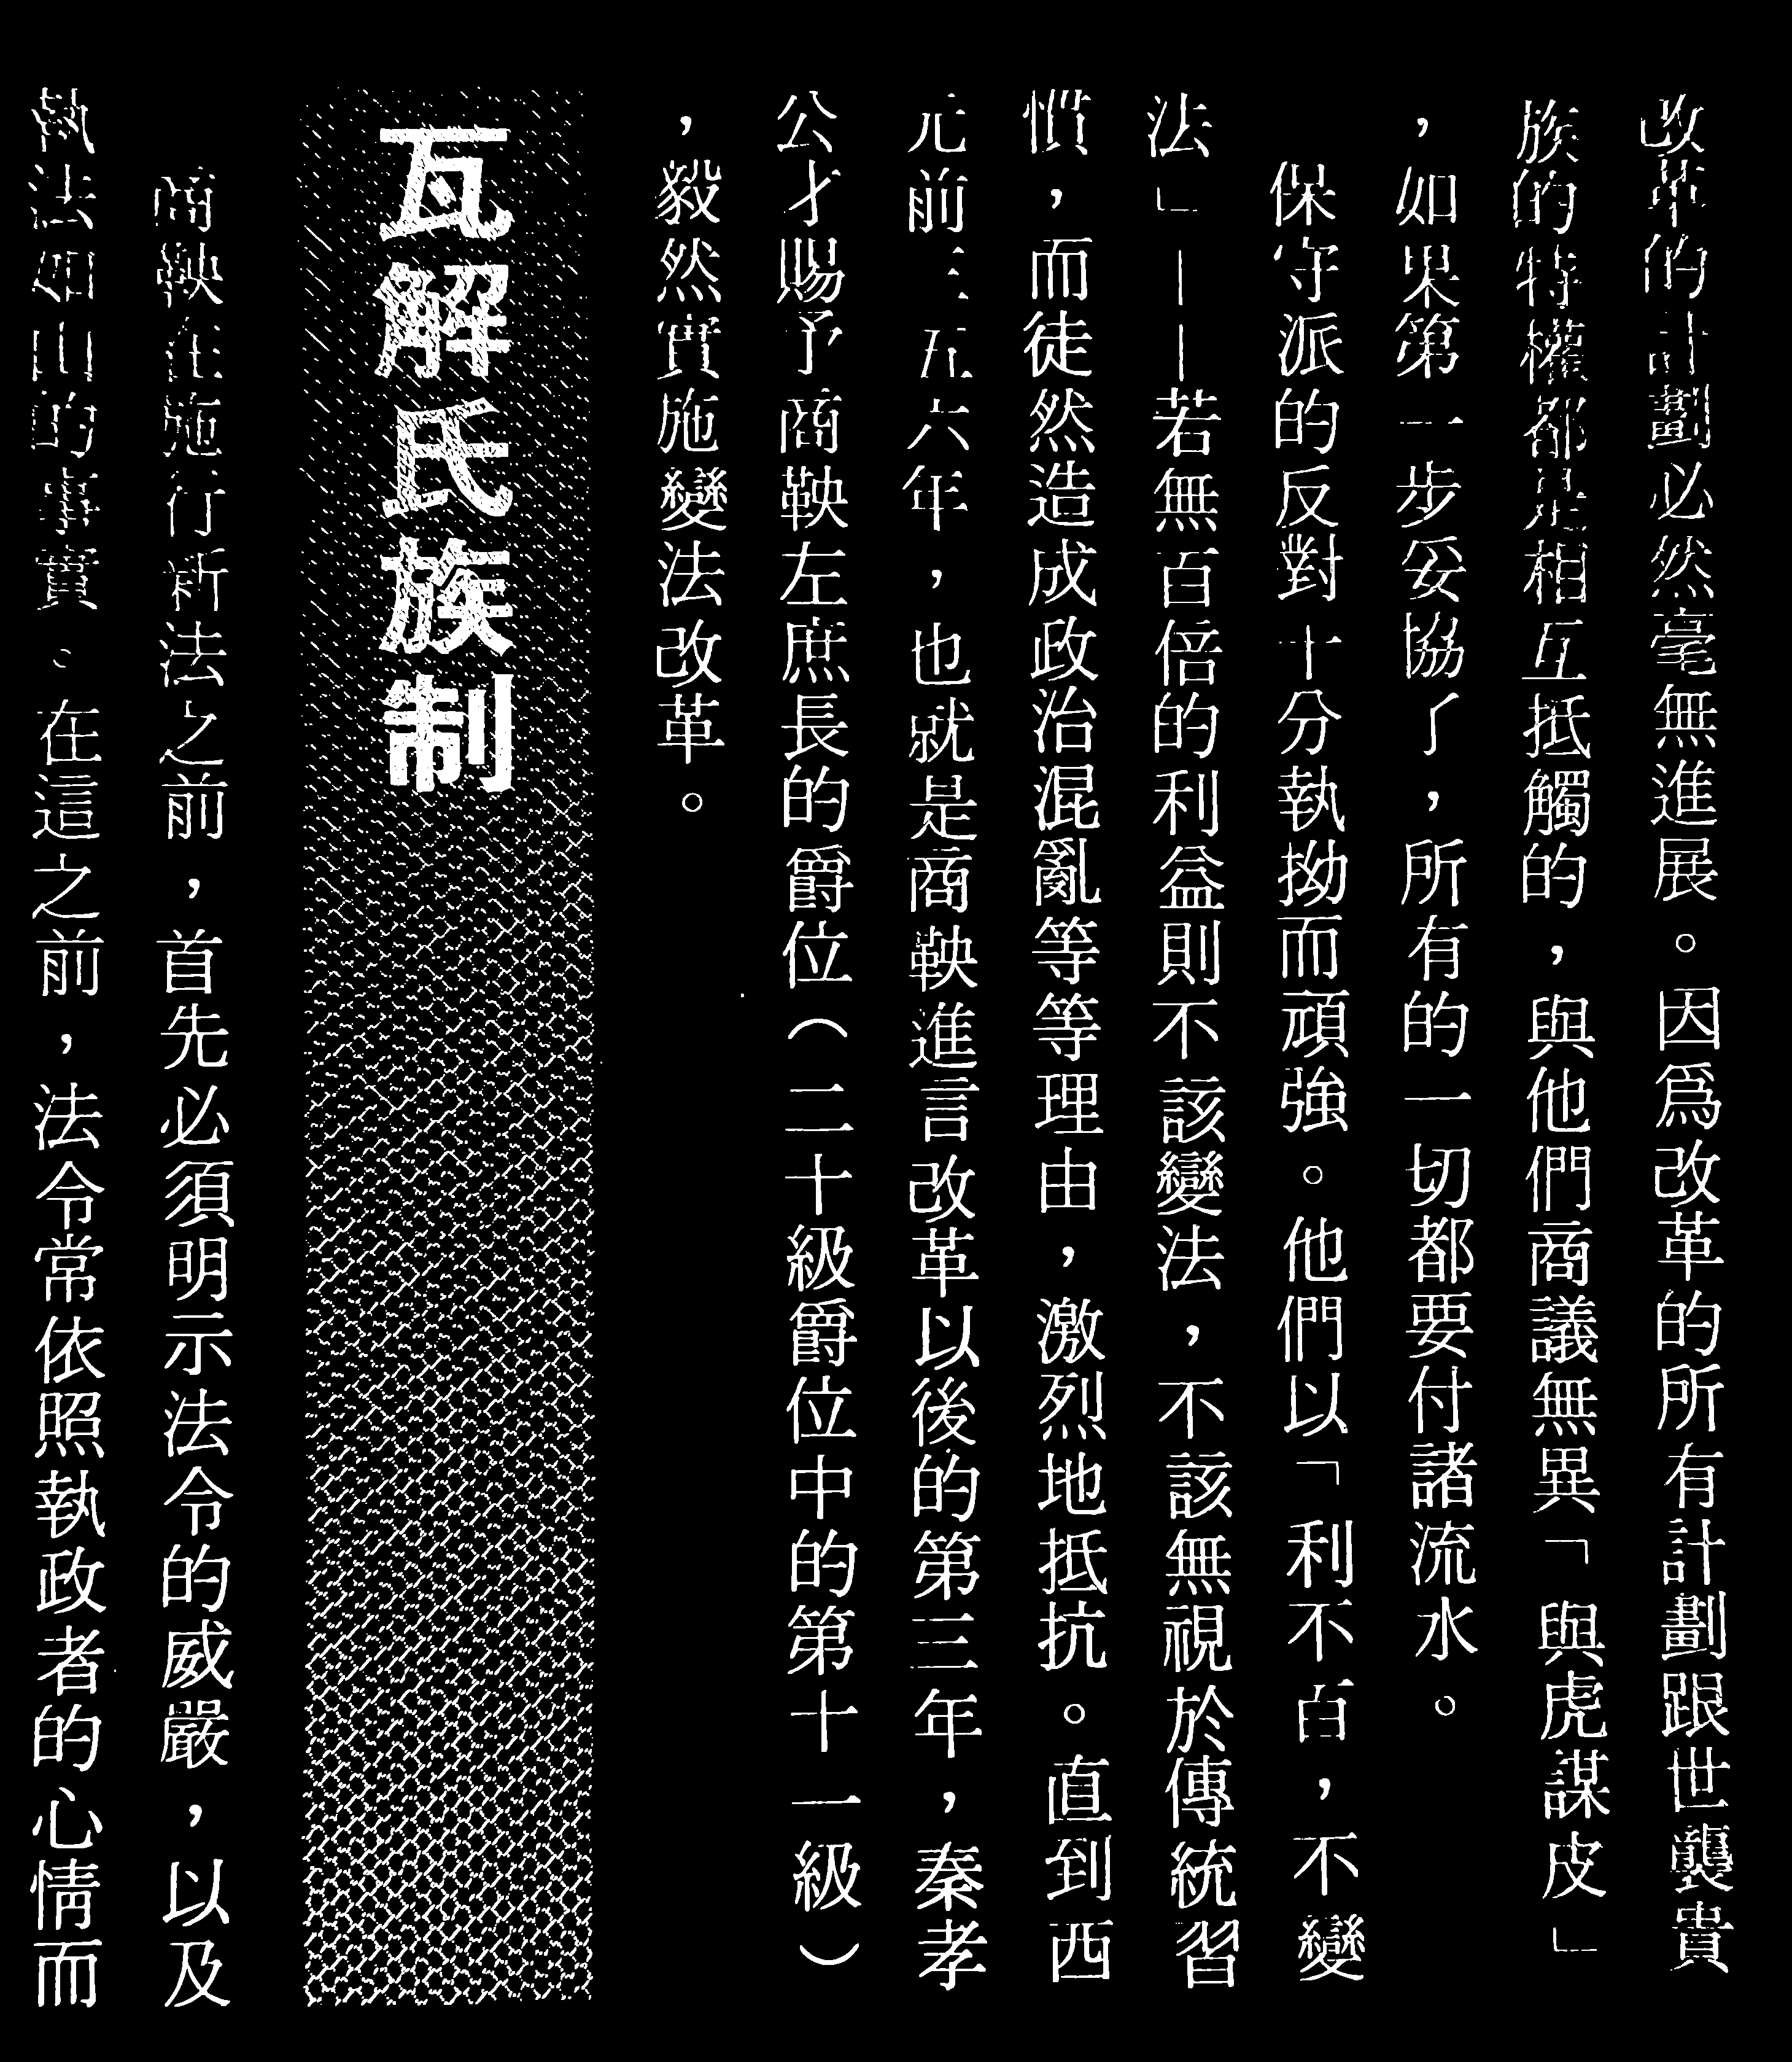 改革的計劃必然毫無進展。因爲改革的所有計劃跟世襲貴
族的特權都是相互抵觸的，與他們商議無異「與虎謀皮」
，如果第一步妥協了，所有的一切都要付諸流水。
保守派的反對十分執拗而頑強。他們以「利不百，不變
法」——若無百倍的利益則不該變法，不該無視於傳統習
慣，而徒然造成政治混亂等等理由，激烈地抵抗。直到西
元前三五六年，也就是商鞅進言改革以後的第三年，秦孝
公才賜予商鞅左庶長的爵位（二十級爵位中的第十一級）
，毅然實施變法改革。
瓦解氏族制
商鞅在施行新法之前，首先必須明示法令的威嚴，以及
執法如山的事實。在這之前，法令常依照執政者的心情而